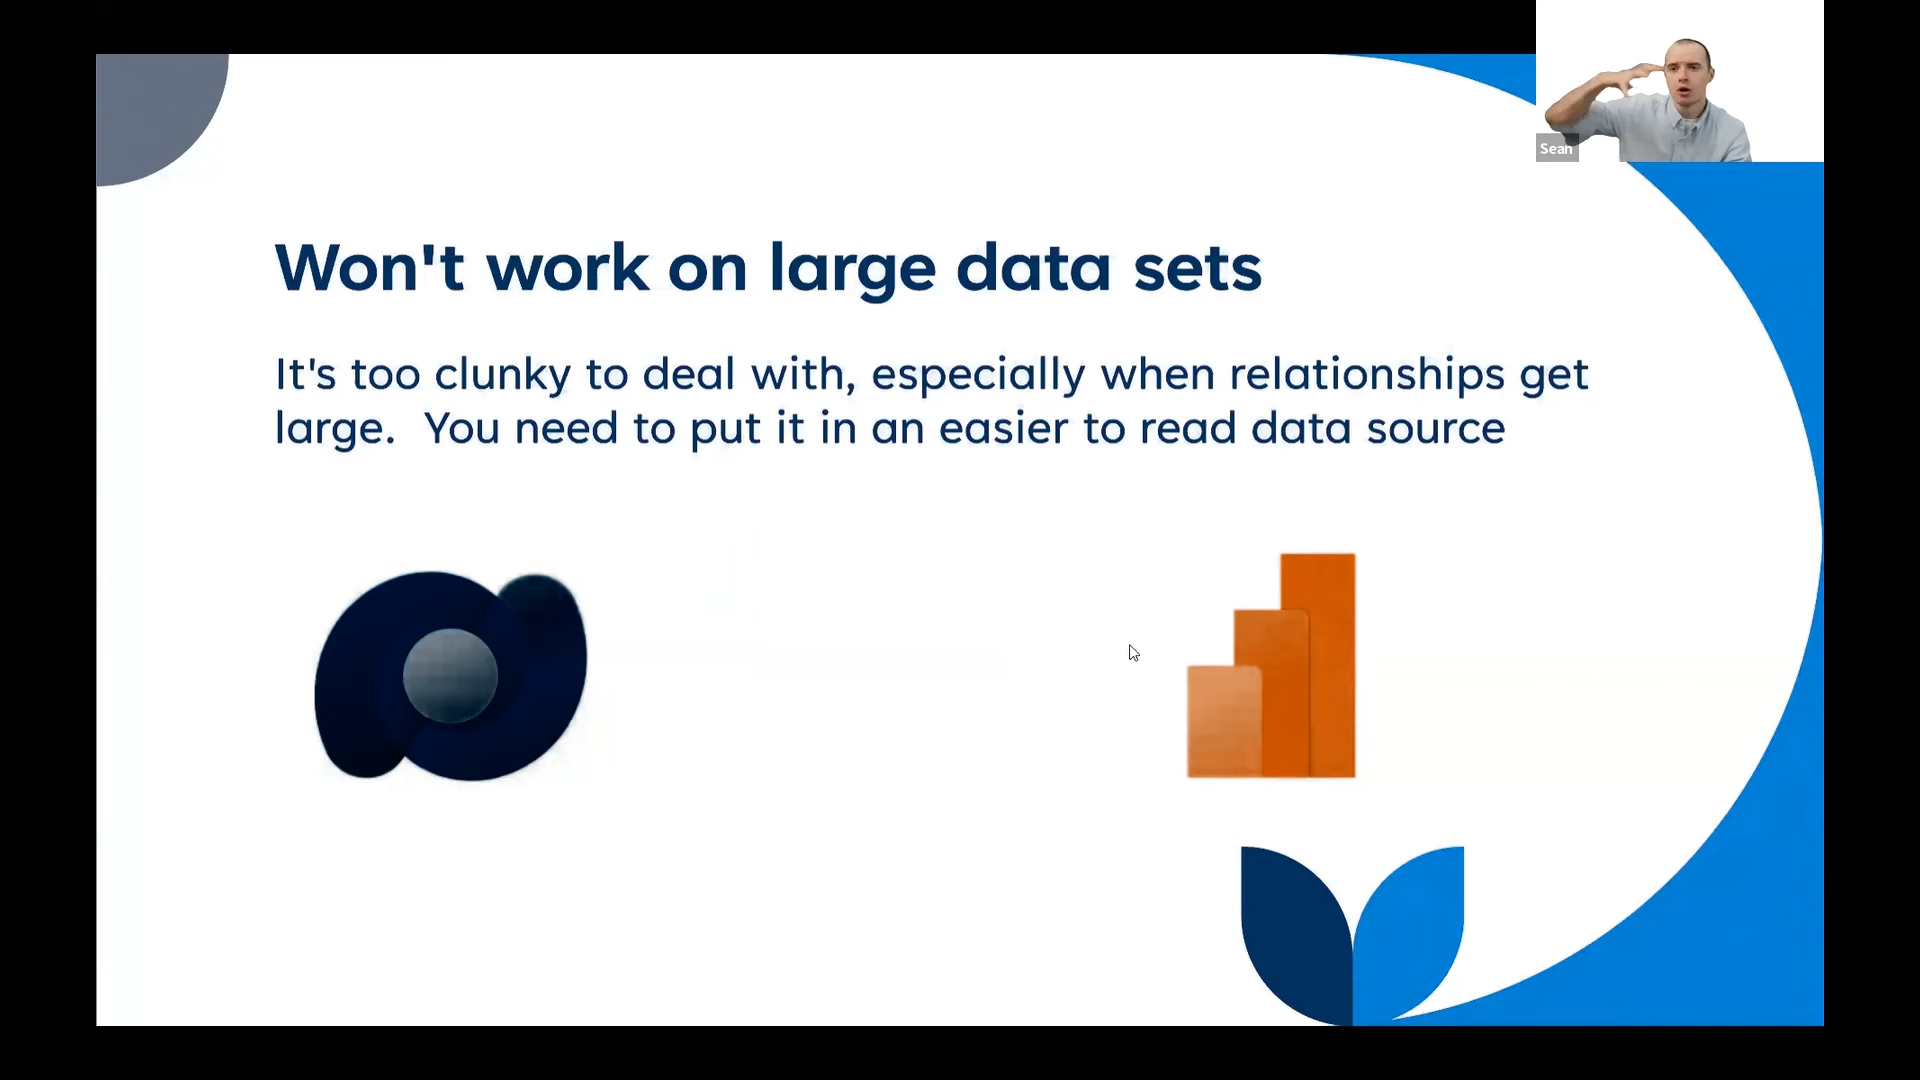 Sean
Won't work on large data sets
It's too clunky to deal with, especially when relationships get
large.  You need to put it in an easier to read data source